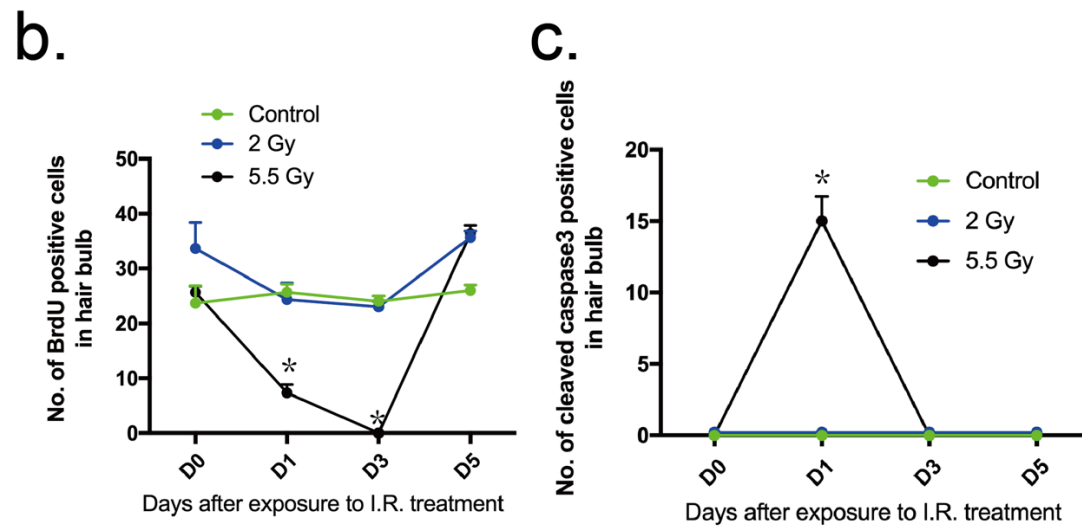 b.
Control
2 Gy
5.5 Gy
No. of BrdU positive cells
in hair bulb
50
40
30
20
10
0
*
*
D0
D1
D3
D5
Days after exposure to I.R. treatment
c.
No. of cleaved caspase3 positive cells
in hair bulb
20
15
10
5
0
*
Control
2 Gy
5.5 Gy
D0
D1
D3
D5
Days after exposure to I.R. treatment